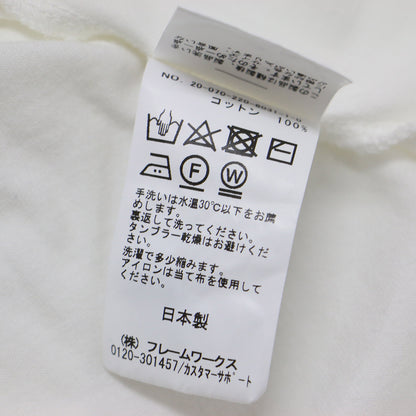 NO. 20-070-220-8031-1-0
コットン 100%
F W
手洗いは水温30℃以下をお薦
めします。
裏返して洗ってください。
タンブラー乾燥はお避けくだ
さい。
洗濯で多少縮みます。
アイロンは当て布を使用して
ください。
日本製
(株) フレームワークス
0120-301457/カスタマーサポート